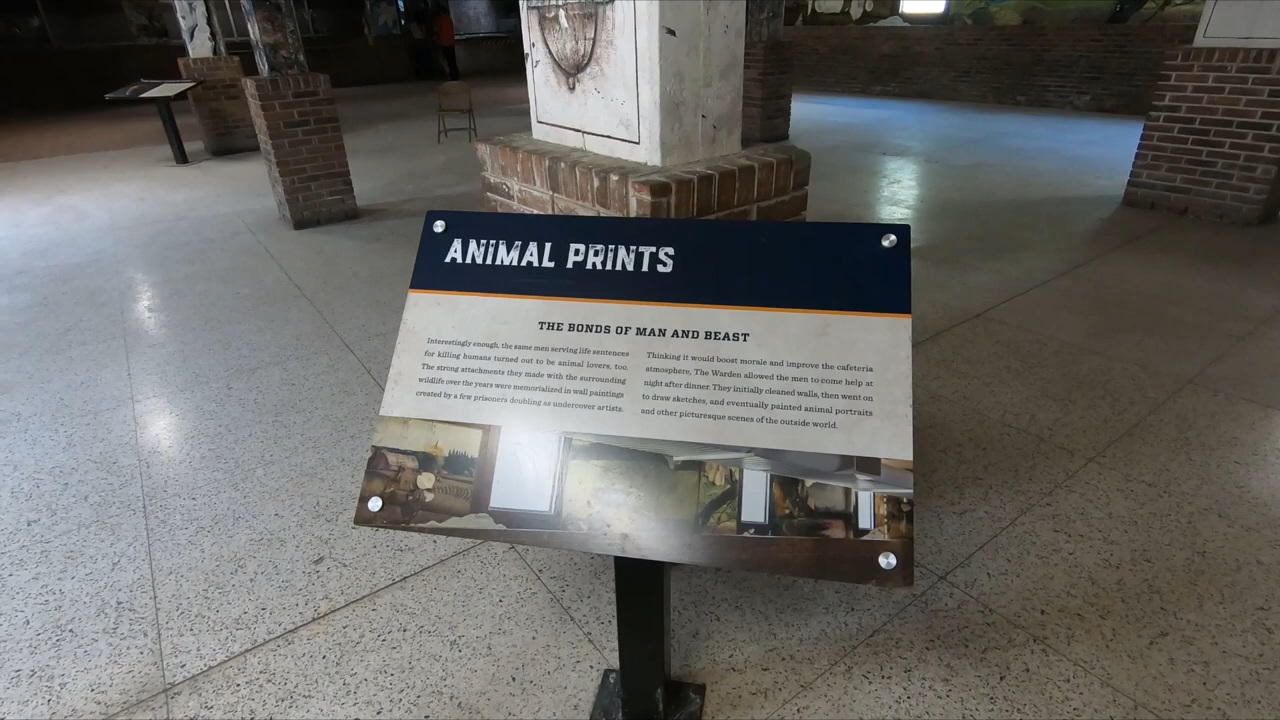 ANIMAL PRINTS
THE BONDS OF MAN AND BEAST
Interestingly enough, the same men serving life sentences
for killing humans turned out to be animal lovers, too.
The strong attachments they made with the surrounding
wildlife over the years were memorialized in wall paintings
created by a few prisoners doubling as undercover artists.
Thinking it would boost morale and improve the cafeteria
atmosphere, The Warden allowed the men to come help at
night after dinner. They initially cleaned walls, then went on
to draw sketches, and eventually painted animal portraits
and other picturesque scenes of the outside world.